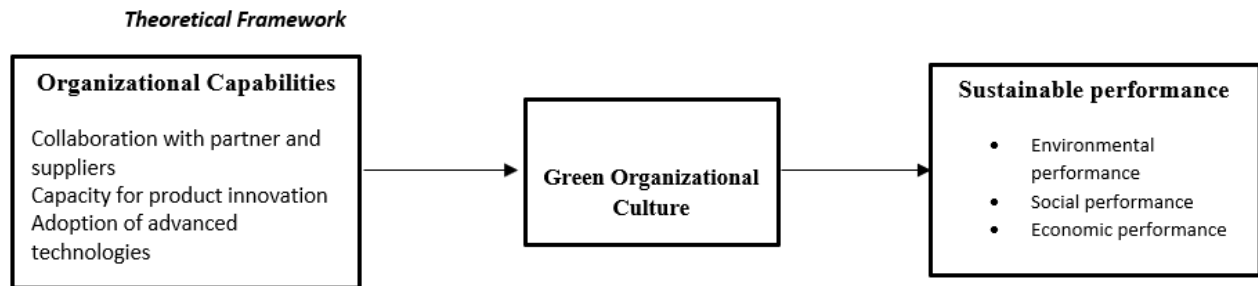 Theoretical Framework
Organizational Capabilities
Collaboration with partner and
suppliers
Capacity for product innovation
Adoption of advanced
technologies
Green Organizational
Culture
Sustainable performance
• Environmental
performance
• Social performance
• Economic performance